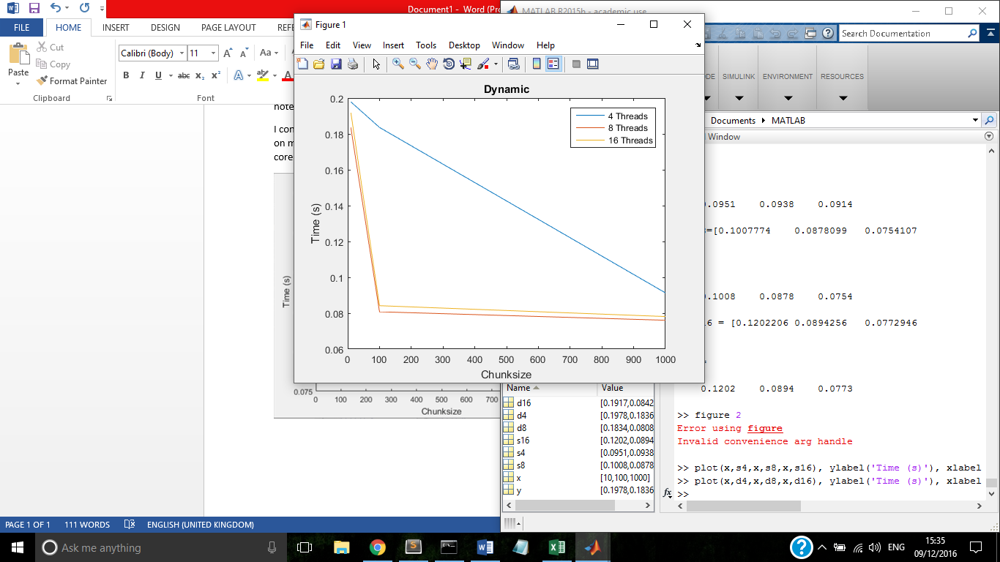 Document1 - Word (Pro
FILE HOME INSERT DESIGN PAGE LAYOUT REFE
Paste
Cut
Copy
Format Painter
Clipboard
Calibri (Body) 11
B I U abc x₂ x²
Font
note
I con
on m
core
Time (s)
0.075
0 100 200 300 400 500 600 700
Chunksize
PAGE 1 OF 1 111 WORDS ENGLISH (UNITED KINGDOM)
Figure 1
File Edit View Insert Tools Desktop Window Help
Dynamic
4 Threads
8 Threads
16 Threads
0.2
0.18
0.16
0.14
0.12
0.1
0.08
0.06
Time (s)
0 100 200 300 400 500 600 700 800 900 1000
Chunksize
MATLAB R2015b - academic use
Search Documentation
ODE SIMULINK ENVIRONMENT RESOURCES
Documents MATLAB
Window
.0951 0.0938 0.0914
=[0.1007774 0.0878099 0.0754107
.1008 0.0878 0.0754
16 = [0.1202206 0.0894256 0.0772946
=
0.1202 0.0894 0.0773
>> figure 2
Error using figure
Invalid convenience arg handle
>> plot(x,s4,x,s8,x,s16), ylabel('Time (s)'), xlabel
>> plot(x,d4,x,d8,x,d16), ylabel('Time (s)'), xlabel
fx >>
Name Value
d16 [0.1917,0.0842
d4 [0.1978,0.1836
d8 [0.1834,0.0808
s16 [0.1202,0.0894
s4 [0.0951,0.0938
s8 [0.1008,0.0878
x [10,100,1000]
y [0.1978,0.1836
Ask me anything
ENG
15:35
09/12/2016